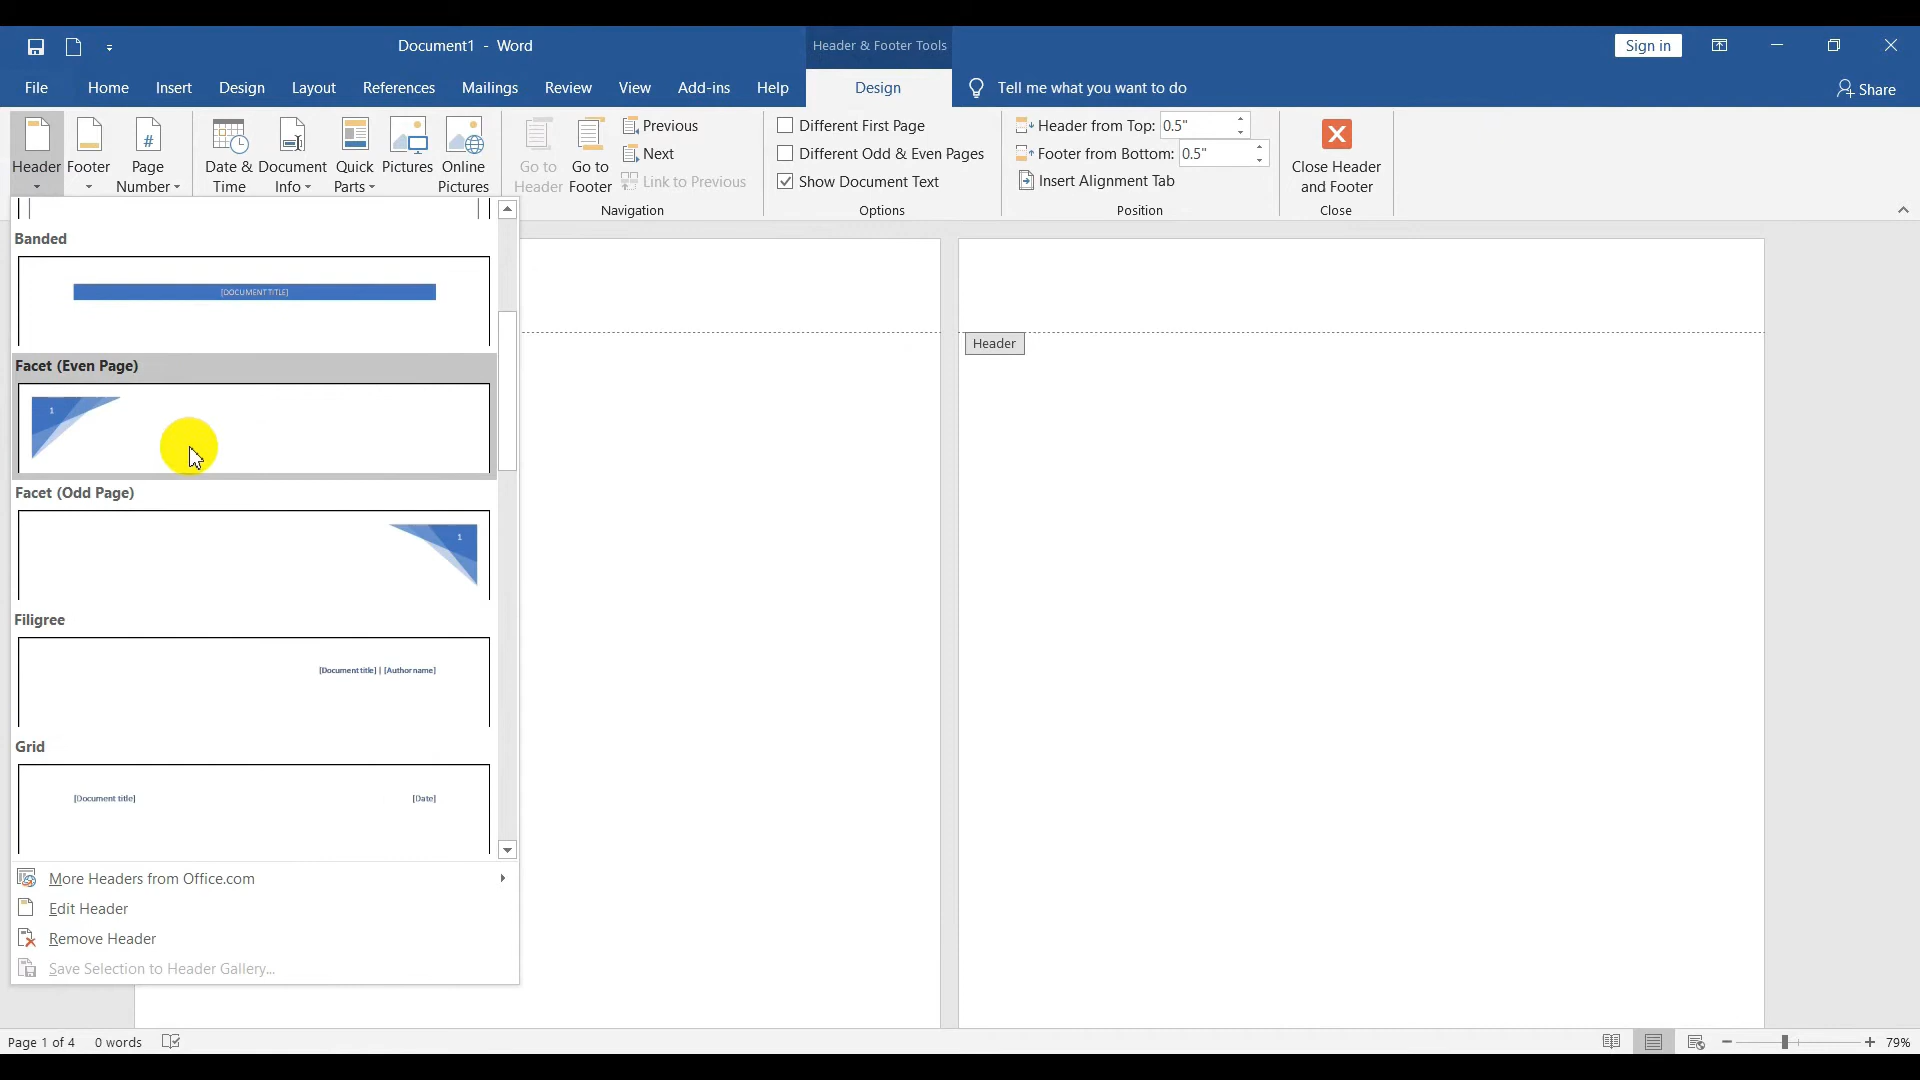 Document1 - Word
Header & Footer Tools
Sign in
File Home Insert Design Layout References Mailings Review View Add-ins Help Design Tell me what you want to do Share
Header Footer Page Number
Date & Time Document Info Quick Parts Pictures Online Pictures
Go to Header Go to Footer
Previous
Next
Link to Previous
Navigation
Different First Page
Different Odd & Even Pages
Show Document Text
Options
Header from Top: 0.5"
Footer from Bottom: 0.5"
Insert Alignment Tab
Position
Close Header and Footer
Close
Banded
[DOCUMENT TITLE]
Facet (Even Page)
1
Facet (Odd Page)
1
Filigree
[Document title] | [Author name]
Grid
[Document title] [Date]
More Headers from Office.com
Edit Header
Remove Header
Save Selection to Header Gallery...
Header
Page 1 of 4 0 words
79%